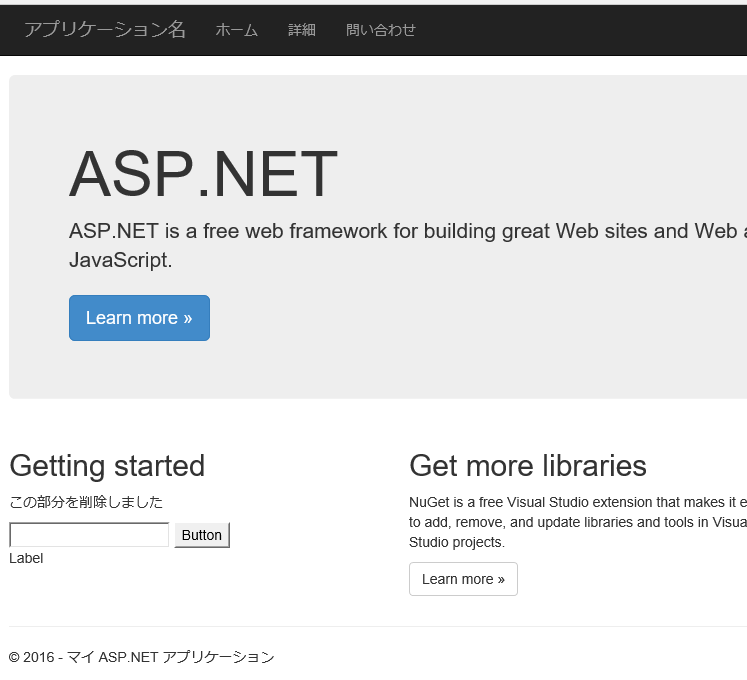 アプリケーション名 ホーム 詳細 問い合わせ
ASP.NET
ASP.NET is a free web framework for building great Web sites and Web
JavaScript.
Learn more »
Getting started
この部分を削除しました
Button
Label
Get more libraries
NuGet is a free Visual Studio extension that makes it
to add, remove, and update libraries and tools in
Studio projects.
Learn more »
© 2016 - マイ ASP.NET アプリケーション